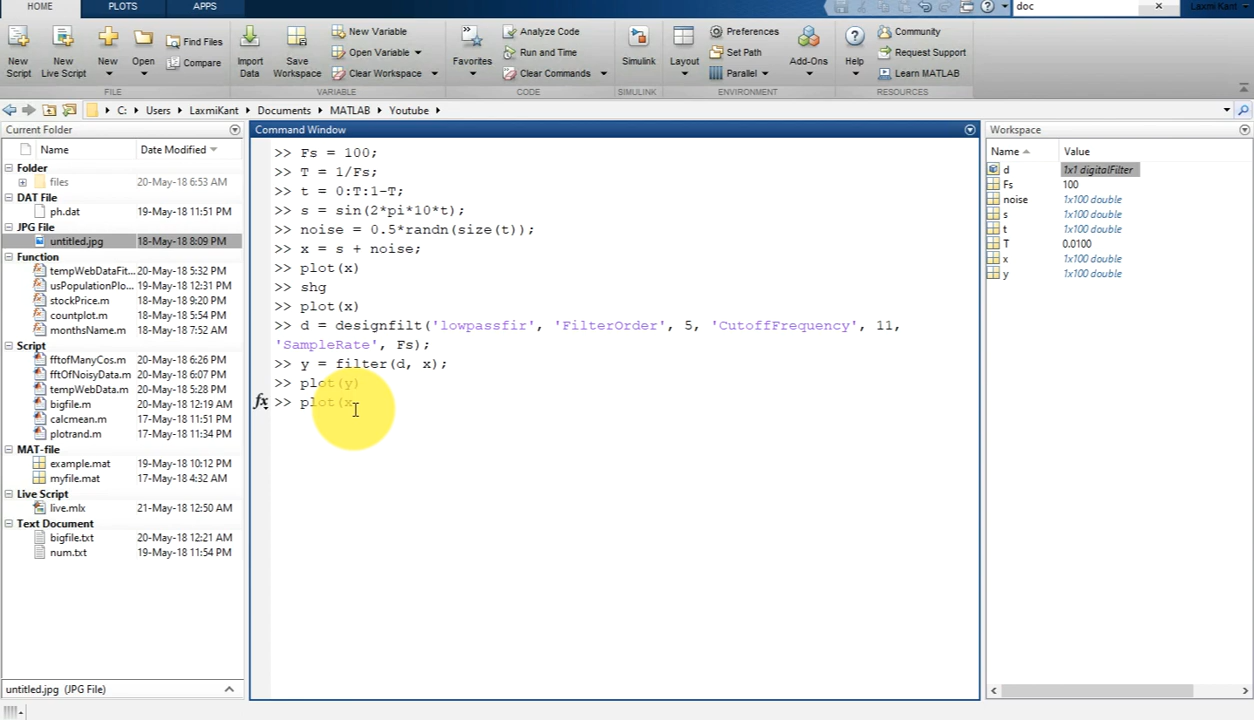 HOME PLOTS APPS doc Laxmi Kant
New Script
New Live Script
New
Open
Find Files
Compare
Import Data
Save Workspace
New Variable
Open Variable
Clear Workspace
Favorites
Analyze Code
Run and Time
Clear Commands
Simulink
Layout
Preferences
Set Path
Parallel
Add-Ons
Help
Community
Request Support
Learn MATLAB
FILE VARIABLE CODE SIMULINK ENVIRONMENT RESOURCES
C: Users LaxmiKant Documents MATLAB Youtube
Current Folder
Name Date Modified
Folder
files 20-May-18 6:53 AM
DAT File
ph.dat 19-May-18 11:51 PM
JPG File
untitled.jpg 18-May-18 8:09 PM
Function
tempWebDataFit... 20-May-18 5:32 PM
usPopulationPlo... 19-May-18 12:31 PM
stockPrice.m 18-May-18 9:20 PM
countplot.m 18-May-18 5:54 PM
monthsName.m 18-May-18 7:52 AM
Script
fftofManyCos.m 20-May-18 6:26 PM
fftOfNoisyData.m 20-May-18 6:07 PM
tempWebData.m 20-May-18 5:28 PM
bigfile.m 20-May-18 12:19 AM
calcmean.m 17-May-18 11:51 PM
plotrand.m 17-May-18 11:34 PM
MAT-file
example.mat 19-May-18 10:12 PM
myfile.mat 17-May-18 4:32 AM
Live Script
live.mlx 21-May-18 12:50 AM
Text Document
bigfile.txt 20-May-18 12:21 AM
num.txt 19-May-18 11:54 PM
untitled.jpg (JPG File)
Command Window
>> Fs = 100;
>> T = 1/Fs;
>> t = 0:T:1-T;
>> s = sin(2*pi*10*t);
>> noise = 0.5*randn(size(t));
>> x = s + noise;
>> plot(x)
>> shg
>> plot(x)
>> d = designfilt('lowpassfir', 'FilterOrder', 5, 'CutoffFrequency', 11,
'SampleRate', Fs);
>> y = filter(d, x);
>> plot(y)
fx >> plot(x
Workspace
Name Value
d 1x1 digitalFilter
Fs 100
noise 1x100 double
s 1x100 double
t 1x100 double
T 0.0100
x 1x100 double
y 1x100 double